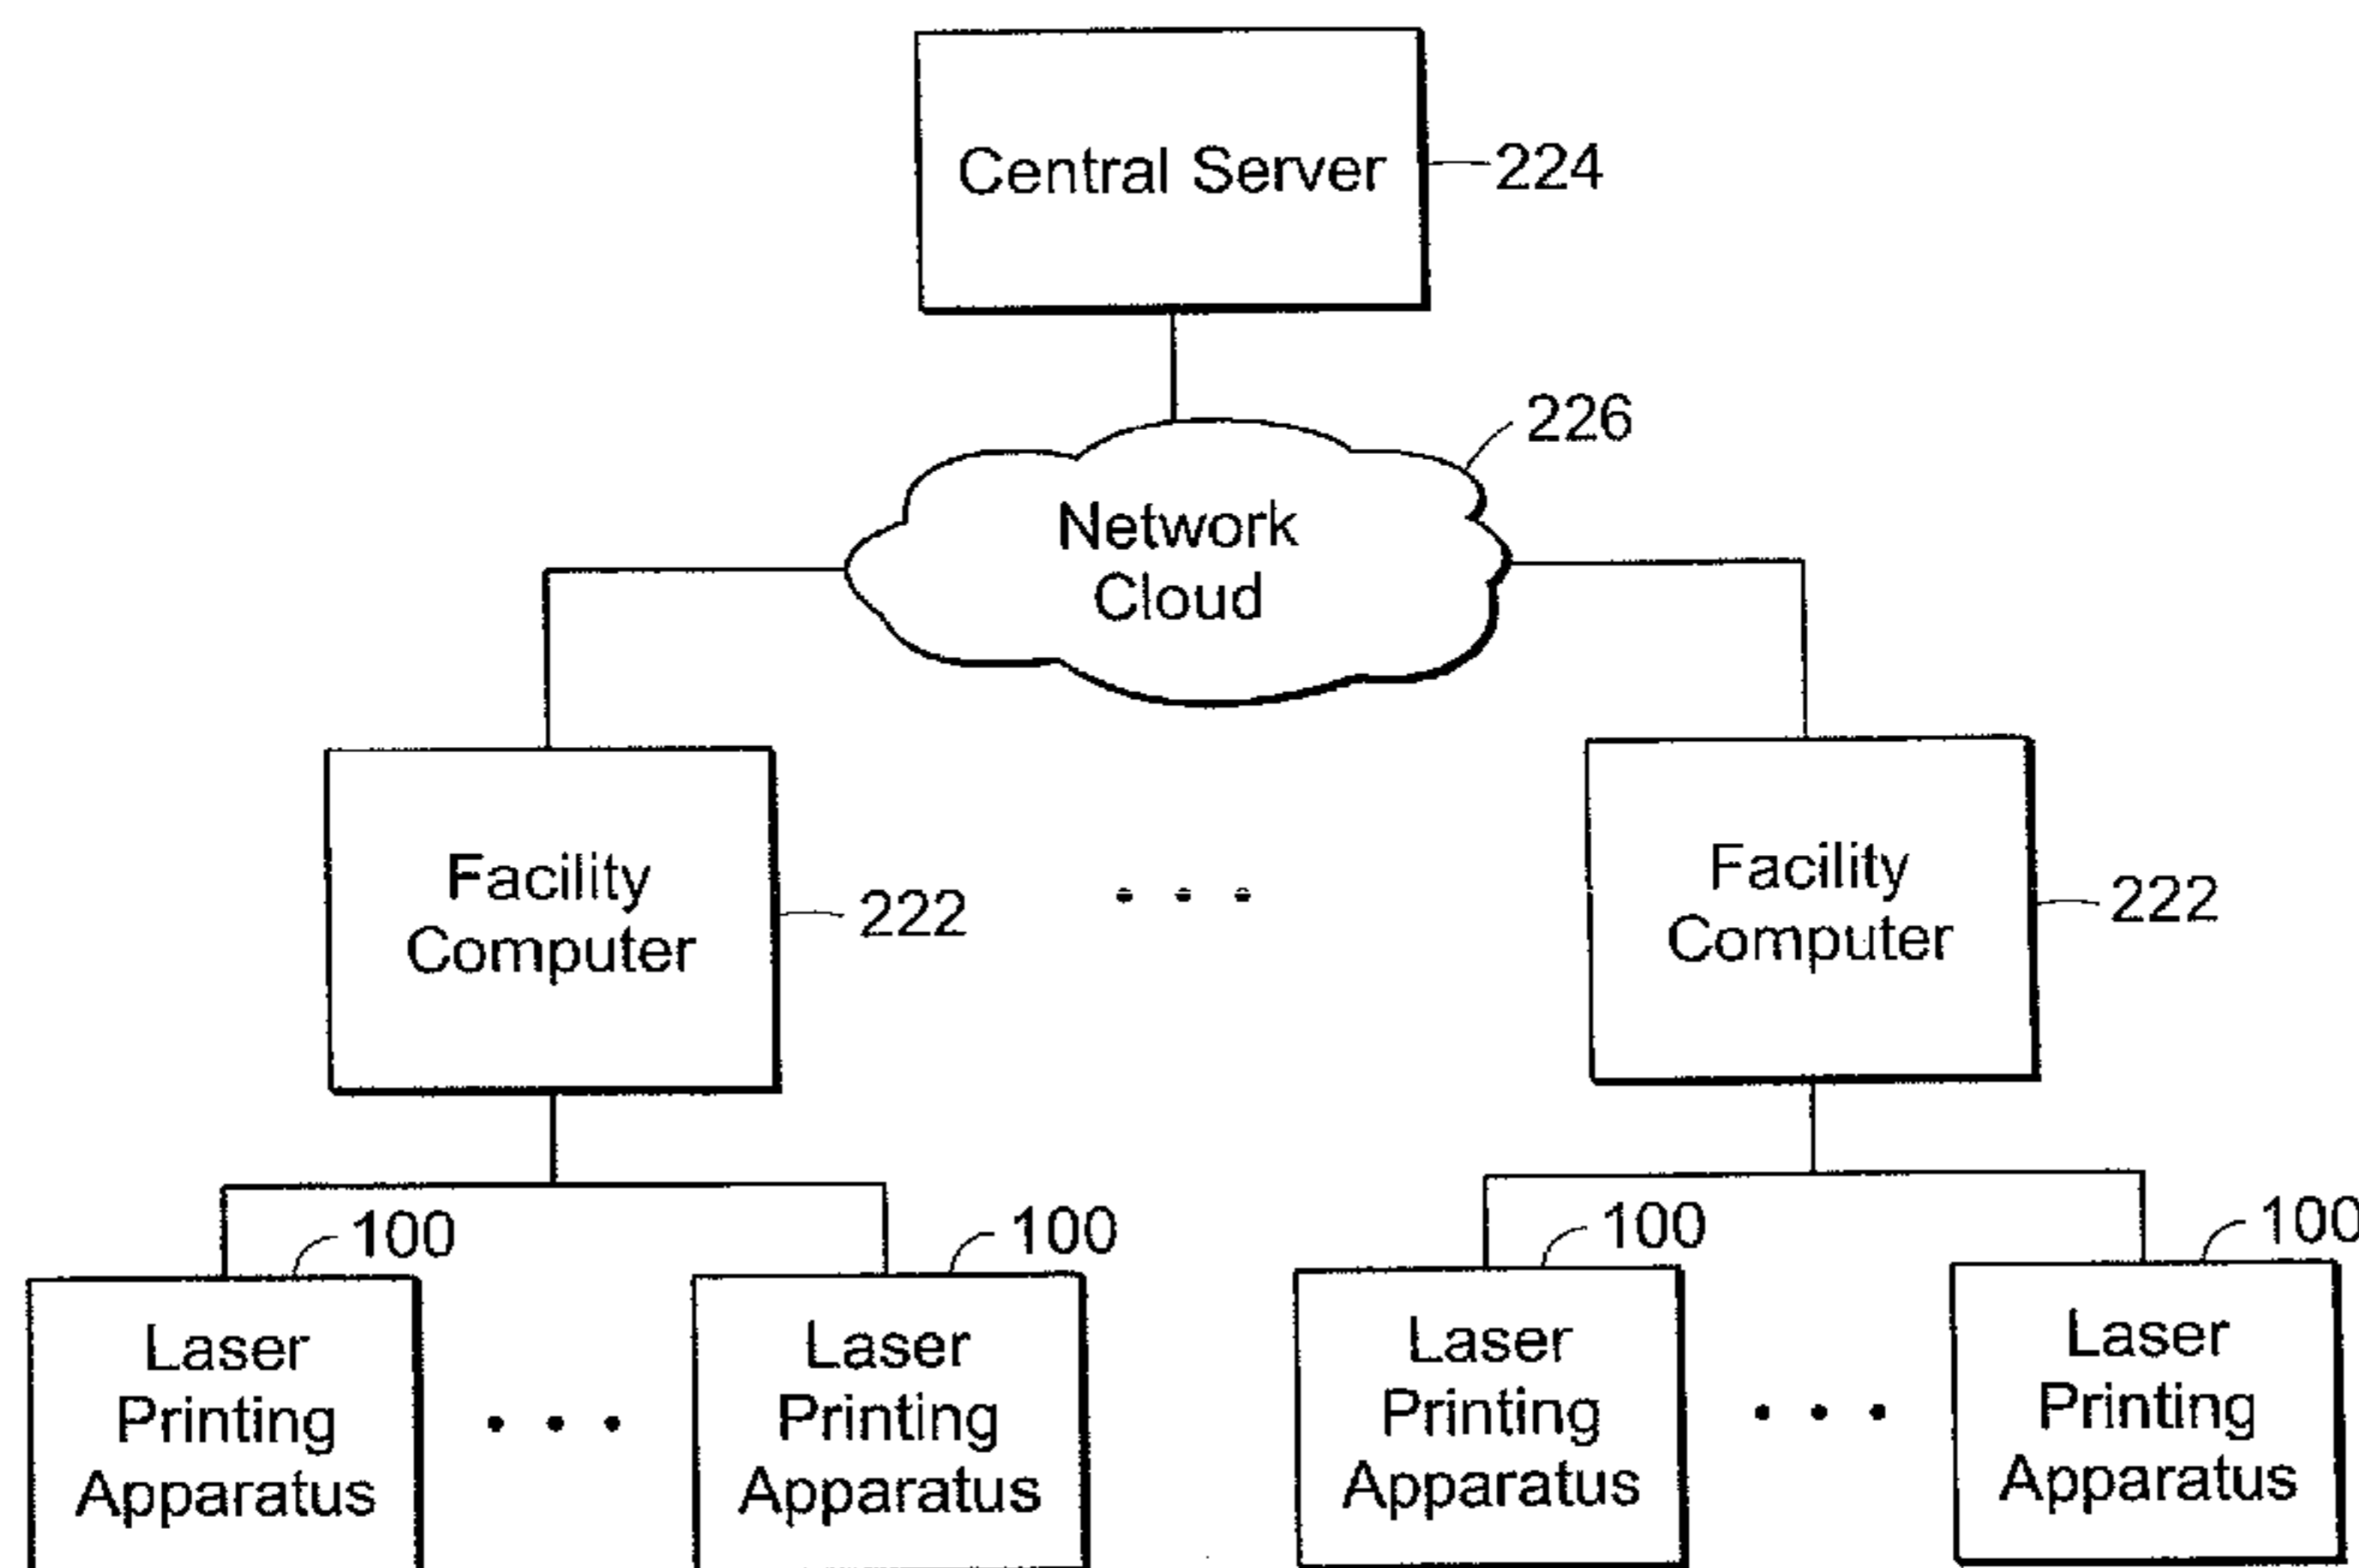 Central Server
224
226
Network
Cloud
Facility
Computer
222
• • •
Facility
Computer
222
100
100
100
100
Laser
Printing
Apparatus
• • •
Laser
Printing
Apparatus
Laser
Printing
Apparatus
• • •
Laser
Printing
Apparatus